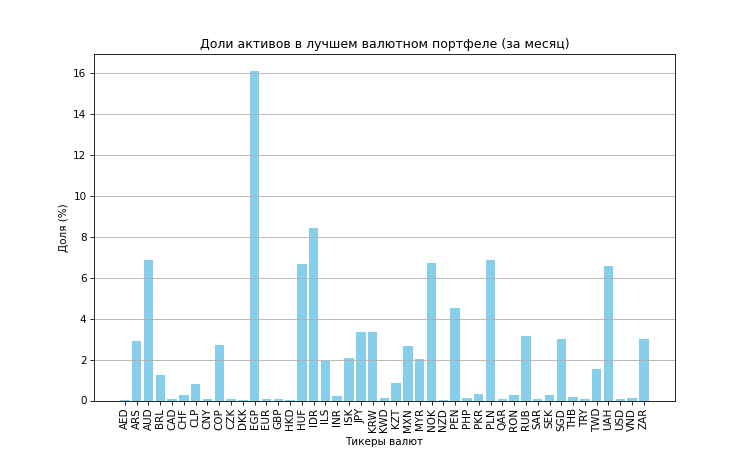 Доли активов в лучшем валютном портфеле (за месяц)
Доля (%)
16
14
12
10
8
6
4
2
0
AED
ARS
AUD
BRL
CAD
CHF
CLP
CNY
COP
CZK
DKK
EGP
EUR
GBP
HKD
HUF
IDR
ILS
INR
ISK
JPY
KRW
KWD
KZT
MXN
MYR
NOK
NZD
PEN
PHP
PKR
PLN
QAR
RON
RUB
SAR
SEK
SGD
THB
TRY
TWD
UAH
USD
VND
ZAR
Тикеры валют